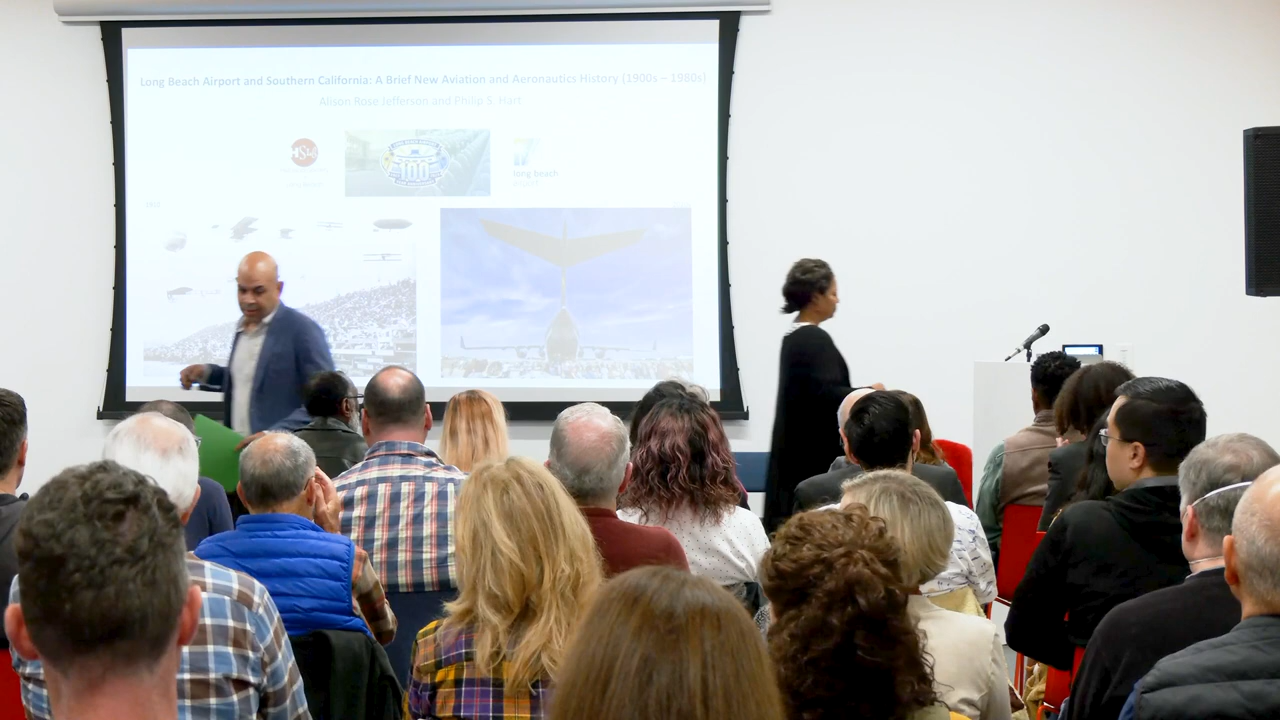 Long Beach Airport and Southern California: A Brief New Aviation and Aeronautics History (1900s – 1980s)
Alison Rose Jefferson and Philip S. Hart
100
long beach